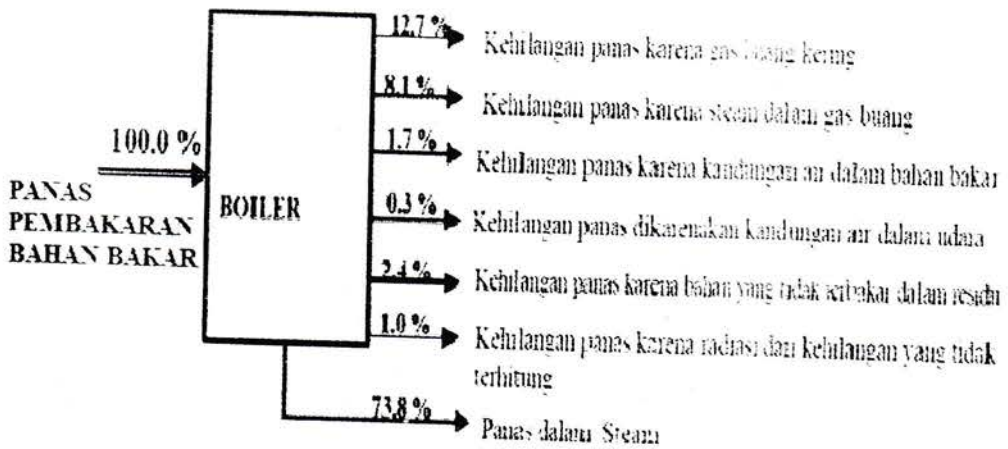 12.7 %
Kehilangan panas karena gas buang kering
8.1 %
Kehilangan panas karena steam dalam gas buang
100.0 %
1.7 %
Kehilangan panas karena kandangan air dalam bahan bakar
PANAS
PEMBAKARAN
BAHAN BAKAR
BOILER
0.3 %
Kehilangan panas dikarenakan kandungan air dalam udara
2.4 %
Kehilangan panas karena bahan yang tidak terbakar dalam residu
1.0 %
Kehilangan panas karena radiasi dan kehilangan yang tidak
terhitung
73.8 %
Panas dalam Steam